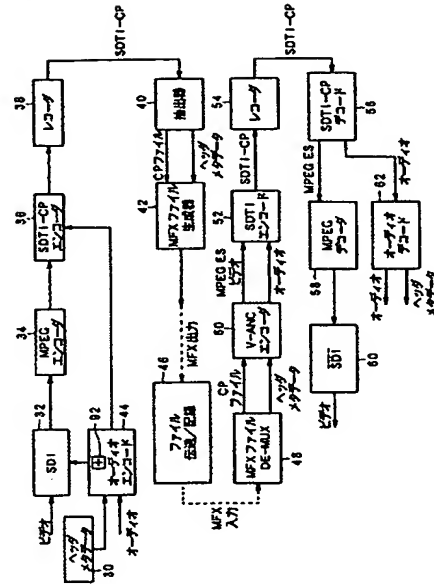 ビデオ
32
SDI
34
MPEG
エンコーダ
36
SDTI-CP
エンコーダ
38
レコーダ
SDTI-CP
ヘッダ
メタデータ
30
92
44
オーディオ
エンコード
オーディオ
40
抽出器
CPファイル
ヘッダ
メタデータ
42
MFXファイル
生成器
MFX出力
46
ファイル
伝送/記録
MFX
入力
MFXファイル
DE-MUX
48
CP
ファイル
ヘッダ
メタデータ
V-ANC
エンコーダ
50
MPEG ES
ビデオ
オーディオ
52
SDTI
エンコード
SDTI-CP
54
レコーダ
SDTI-CP
SDTI-CP
デコード
56
MPEG ES
オーディオ
58
MPEG
デコーダ
62
オーディオ
デコード
オーディオ
ヘッダ
メタデータ
SDI
60
ビデオ